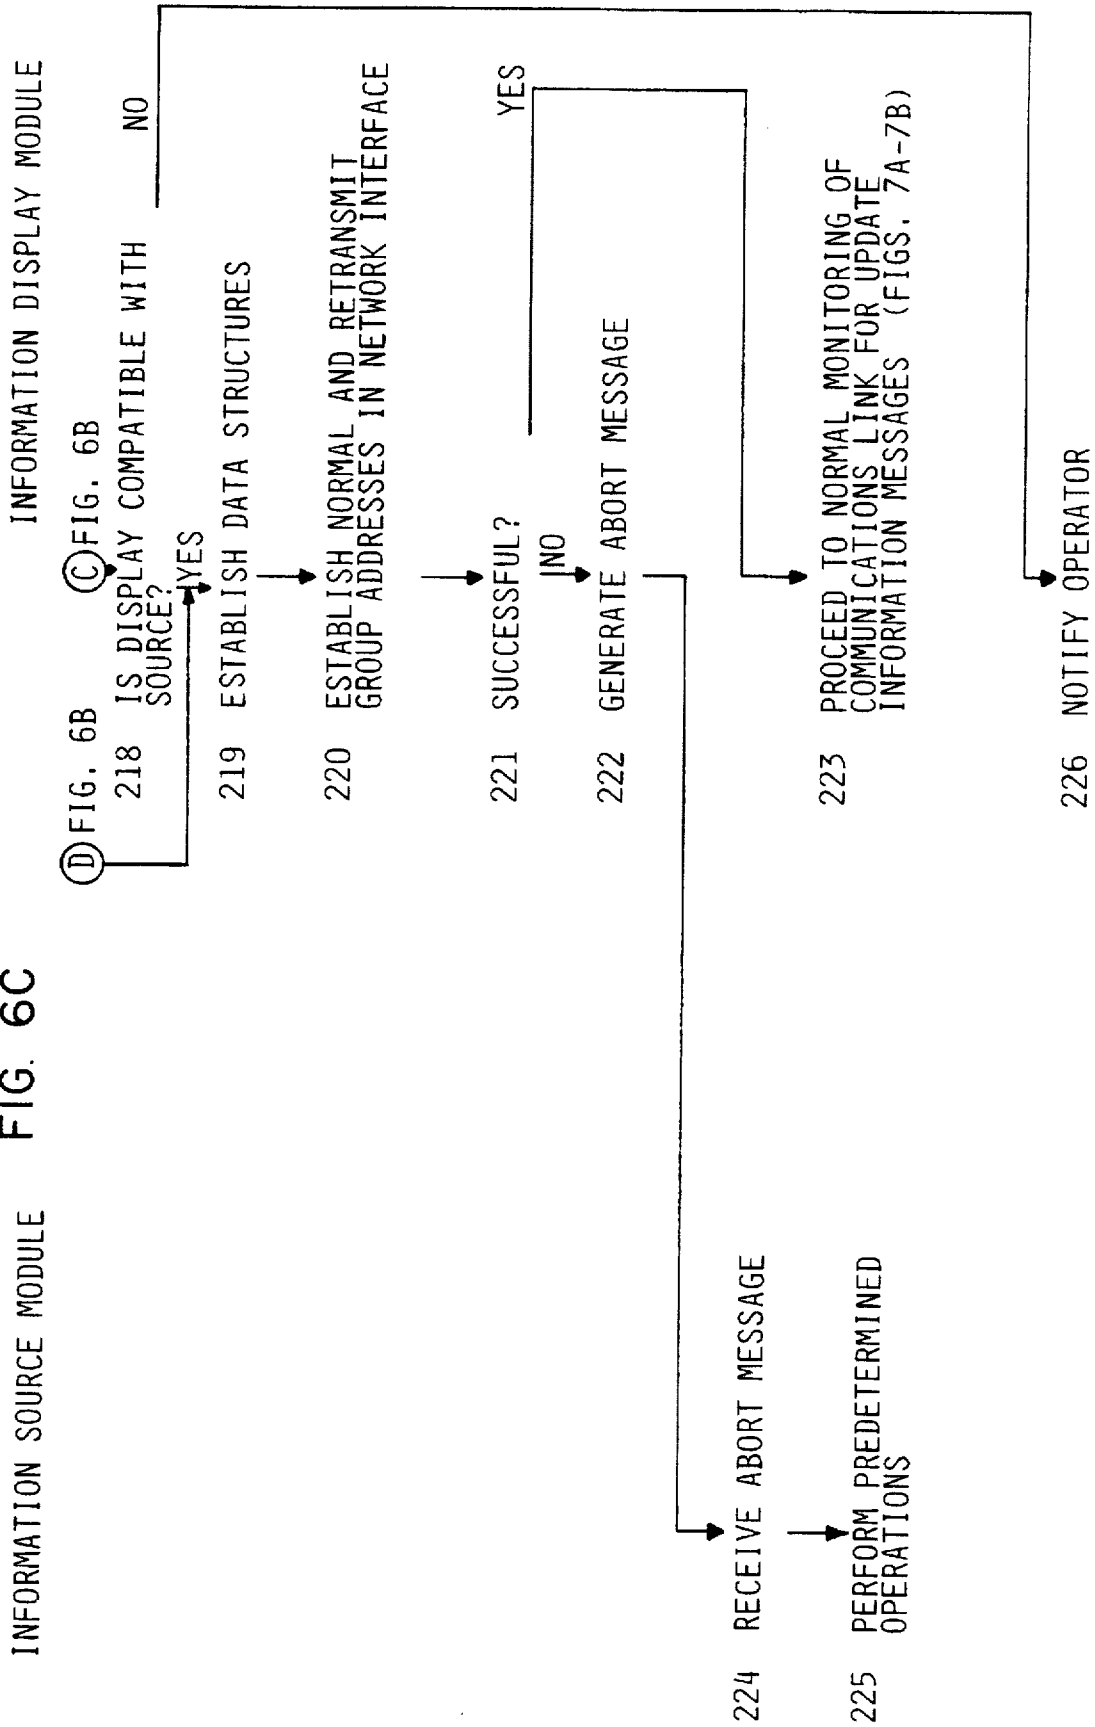 FIG. 6C
INFORMATION SOURCE MODULE
INFORMATION DISPLAY MODULE
D FIG. 6B
C FIG. 6B
218 IS DISPLAY COMPATIBLE WITH
SOURCE?
NO
YES
219 ESTABLISH DATA STRUCTURES
220 ESTABLISH NORMAL AND RETRANSMIT
GROUP ADDRESSES IN NETWORK INTERFACE
221 SUCCESSFUL?
YES
NO
222 GENERATE ABORT MESSAGE
224 RECEIVE ABORT MESSAGE
225 PERFORM PREDETERMINED
OPERATIONS
223 PROCEED TO NORMAL MONITORING OF
COMMUNICATIONS LINK FOR UPDATE
INFORMATION MESSAGES (FIGS. 7A-7B)
226 NOTIFY OPERATOR